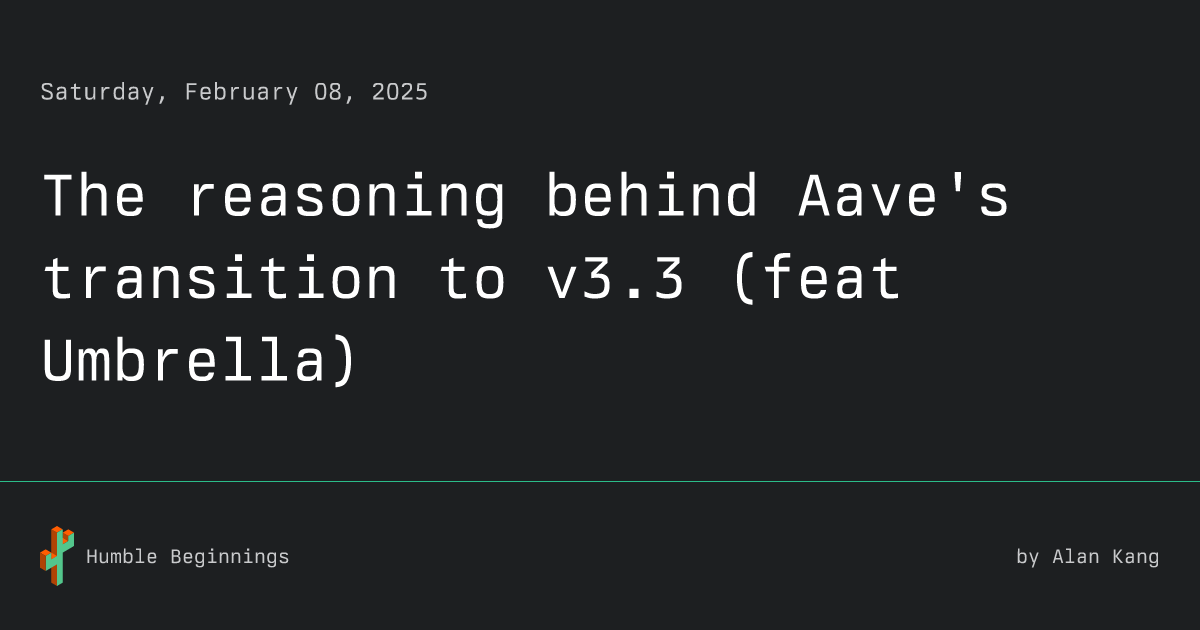 Saturday, February 08, 2025
The reasoning behind Aave's
transition to v3.3 (feat
Umbrella)
Humble Beginnings
by Alan Kang